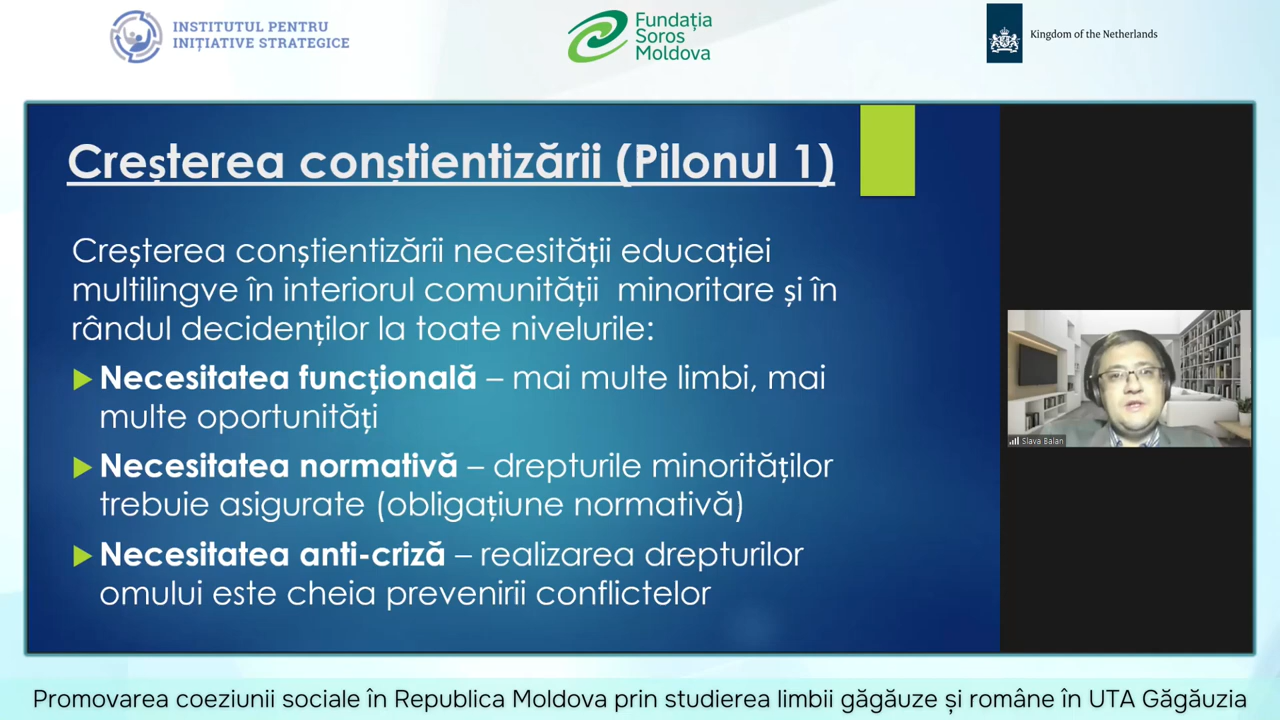 INSTITUTUL PENTRU
INIȚIATIVE STRATEGICE
Fundația
Soros
Moldova
Kingdom of the Netherlands
Creșterea conștientizării (Pilonul 1)
Creșterea conștientizării necesității educației
multilingve în interiorul comunității minoritare și în
rândul decidenților la toate nivelurile:
Necesitatea funcțională – mai multe limbi, mai
multe oportunități
Necesitatea normativă – drepturile minorităților
trebuie asigurate (obligațiune normativă)
Necesitatea anti-criză – realizarea drepturilor
omului este cheia prevenirii conflictelor
Slava Balan
Promovarea coeziunii sociale în Republica Moldova prin studierea limbii găgăuze și române în UTA Găgăuzia